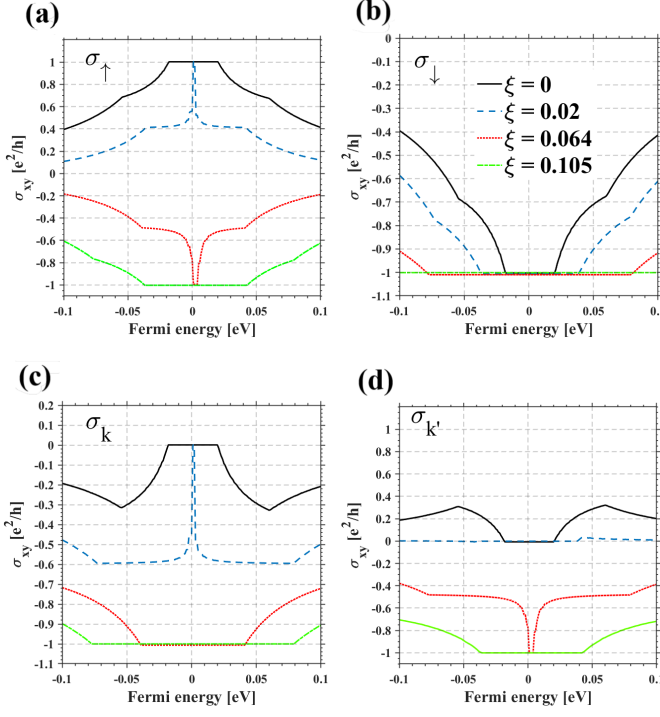 (a)
σ↑
1
0.8
0.6
0.4
0.2
0
-0.2
-0.4
-0.6
-0.8
-1
σxy [e²/h]
-0.1 -0.05 0 0.05 0.1
Fermi energy [eV]
(b)
σ↓
ξ = 0
ξ = 0.02
ξ = 0.064
ξ = 0.105
0
-0.1
-0.2
-0.3
-0.4
-0.5
-0.6
-0.7
-0.8
-0.9
-1
-1.1
σxy [e²/h]
-0.1 -0.05 0 0.05 0.1
Fermi energy [eV]
(c)
σk
0.2
0.1
0
-0.1
-0.2
-0.3
-0.4
-0.5
-0.6
-0.7
-0.8
-0.9
-1
-1.1
σxy [e²/h]
-0.1 -0.05 0 0.05 0.1
Fermi energy [eV]
(d)
σk'
1
0.8
0.6
0.4
0.2
0
-0.2
-0.4
-0.6
-0.8
-1
σxy [e²/h]
-0.1 -0.05 0 0.05 0.1
Fermi energy [eV]